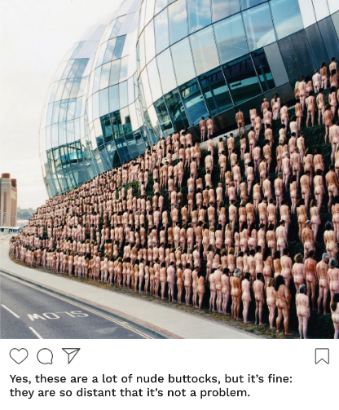 SLOW
Yes, these are a lot of nude buttocks, but it's fine:
they are so distant that it's not a problem.